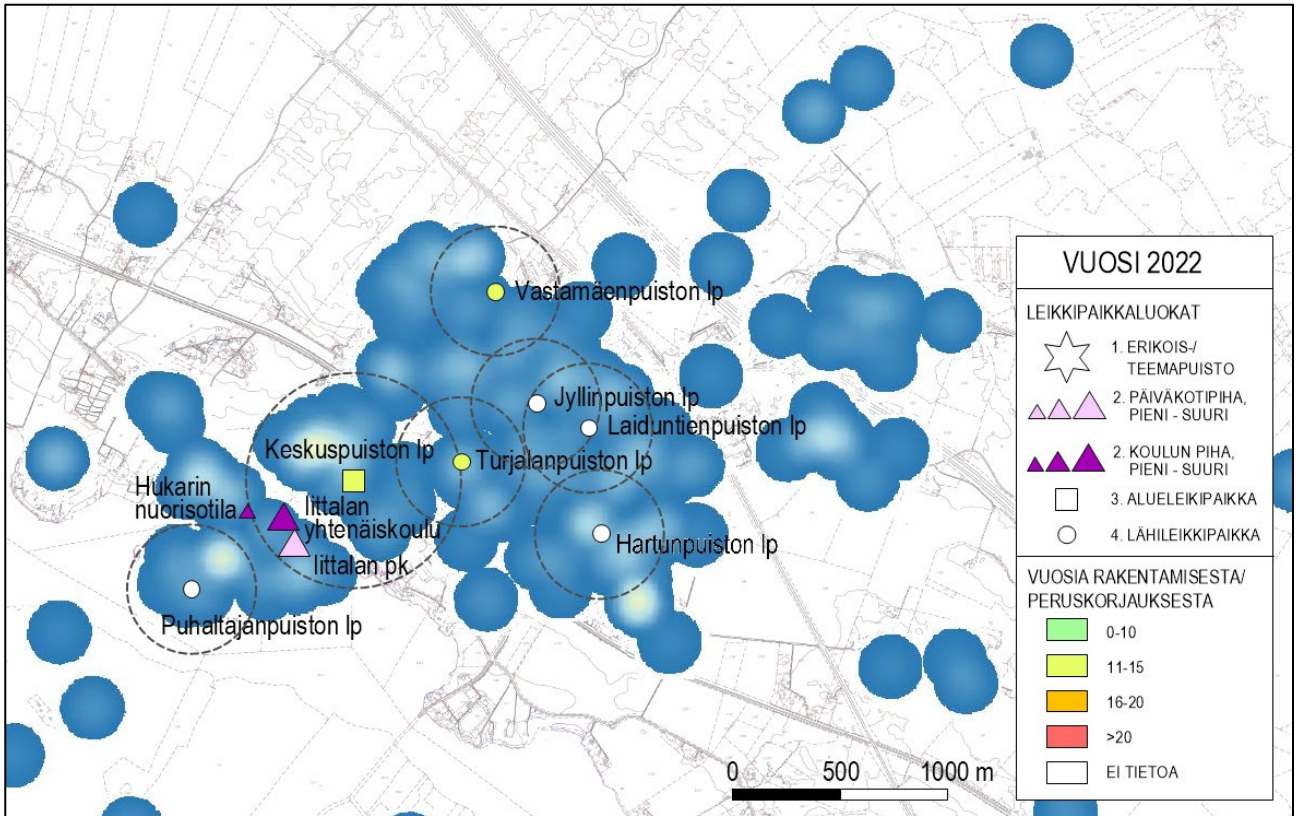 Vastamäenpuiston lp
Jyllinpuiston lp
Laiduntienpuiston lp
Keskuspuiston lp
Turjalanpuiston lp
Hukarin
nuorisotila
Iittalan
yhtenäiskoulu
Iittalan pk.
Hartunpuiston lp
Puhaltajanpuiston lp
0 500 1000 m
VUOSI 2022
LEIKKIPAIKKALUOKAT
1. ERIKOIS-/
TEEMAPUISTO
2. PÄIVÄKOTIPIHA,
PIENI - SUURI
2. KOULUN PIHA,
PIENI - SUURI
3. ALUELEIKIPAIKKA
4. LÄHILEIKKIPAIKKA
VUOSIA RAKENTAMISESTA/
PERUSKORJAUKSESTA
0-10
11-15
16-20
>20
EI TIETOA